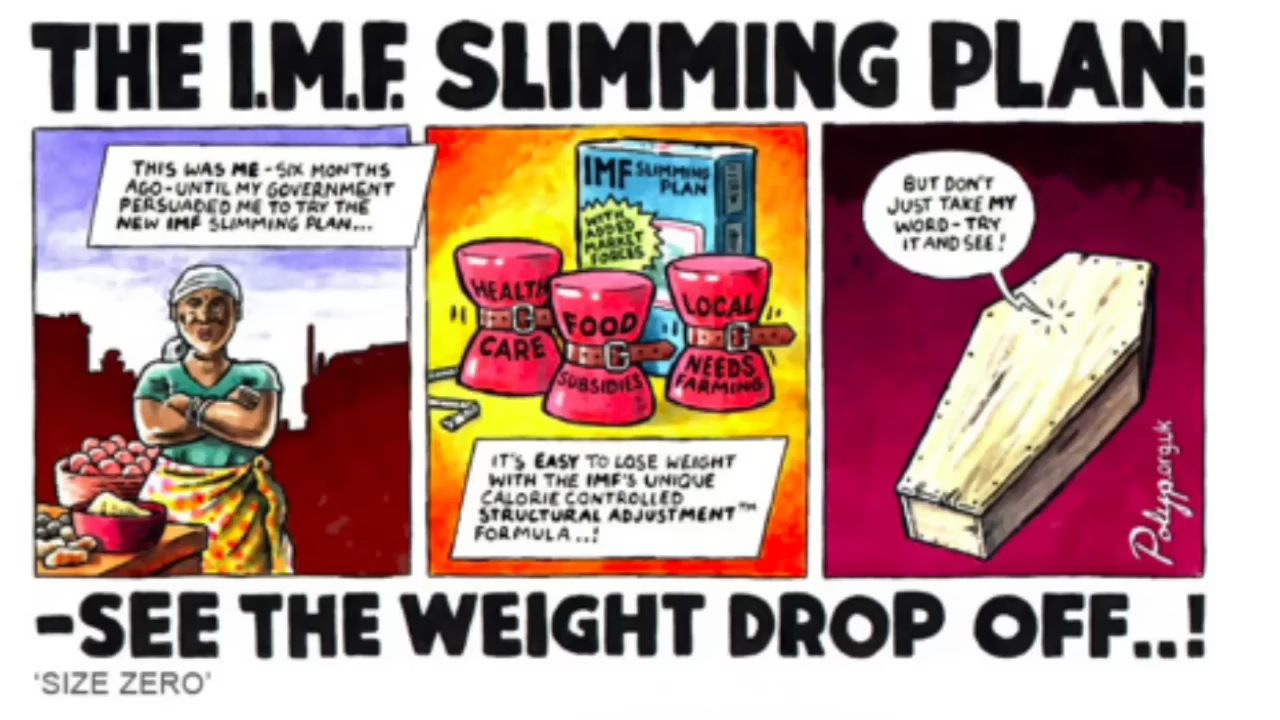 THE I.M.F. SLIMMING PLAN:
THIS WAS ME - SIX MONTHS
AGO - UNTIL MY GOVERNMENT
PERSUADED ME TO TRY THE
NEW IMF SLIMMING PLAN...
IMF SLIMMING
PLAN
WITH
ADDED
MARKET
FORCES
HEALTH
CARE
FOOD
SUBSIDIES
LOCAL
NEEDS
FARMING
IT'S EASY TO LOSE WEIGHT
WITH THE IMF'S UNIQUE
CALORIE CONTROLLED
STRUCTURAL ADJUSTMENT™
FORMULA..!
BUT DON'T
JUST TAKE MY
WORD - TRY
IT AND SEE!
Polyp.org.uk
-SEE THE WEIGHT DROP OFF..!
'SIZE ZERO'